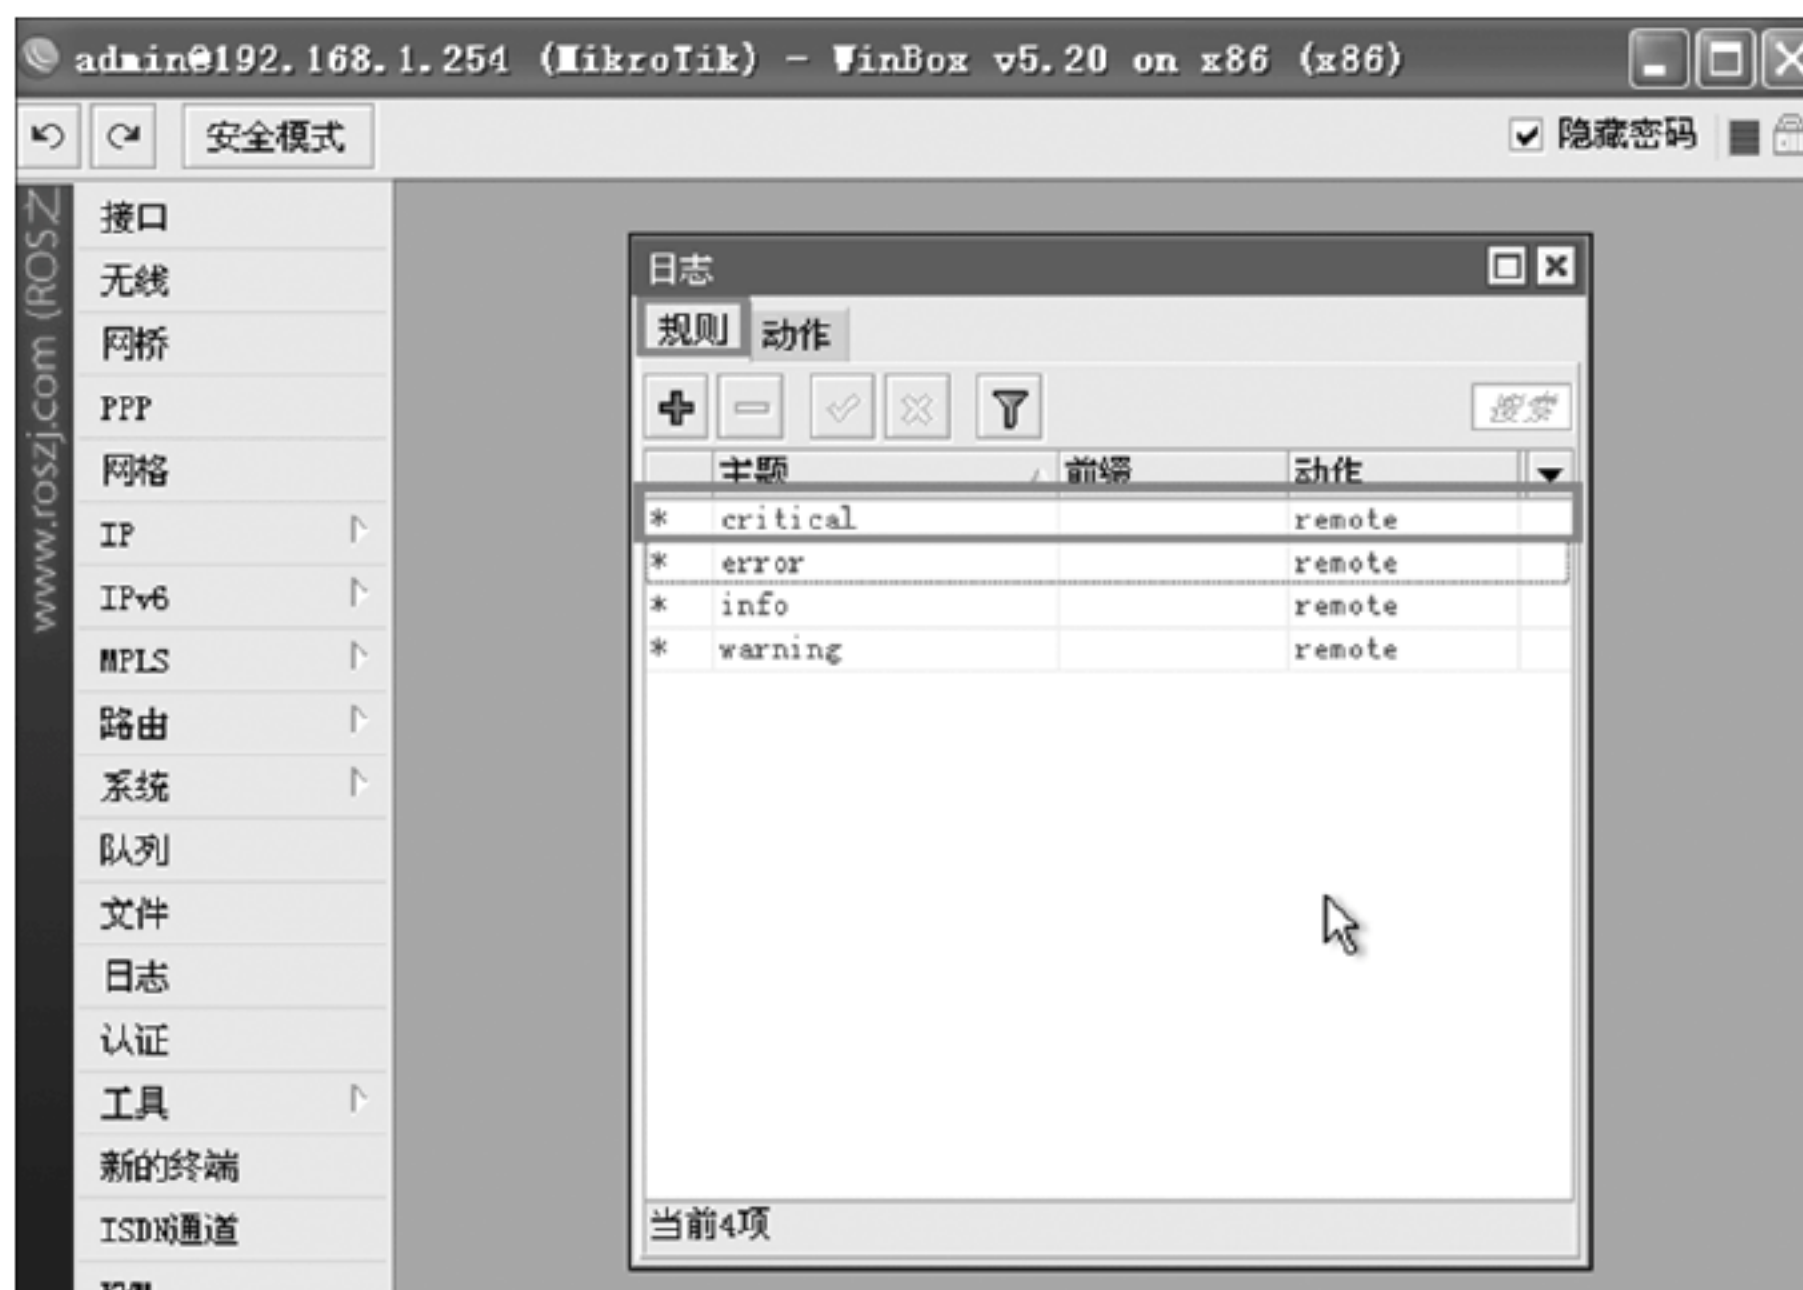 admin@192.168.1.254 (MikroTik) - WinBox v5.20 on x86 (x86)
安全模式
隐藏密码
www.roszj.com (ROSZ
接口
无线
网桥
PPP
网格
IP
IPv6
MPLS
路由
系统
队列
文件
日志
认证
工具
新的终端
ISDN通道
日志
规则 动作
搜索
主题 前缀 动作
* critical remote
* error remote
* info remote
* warning remote
当前4项